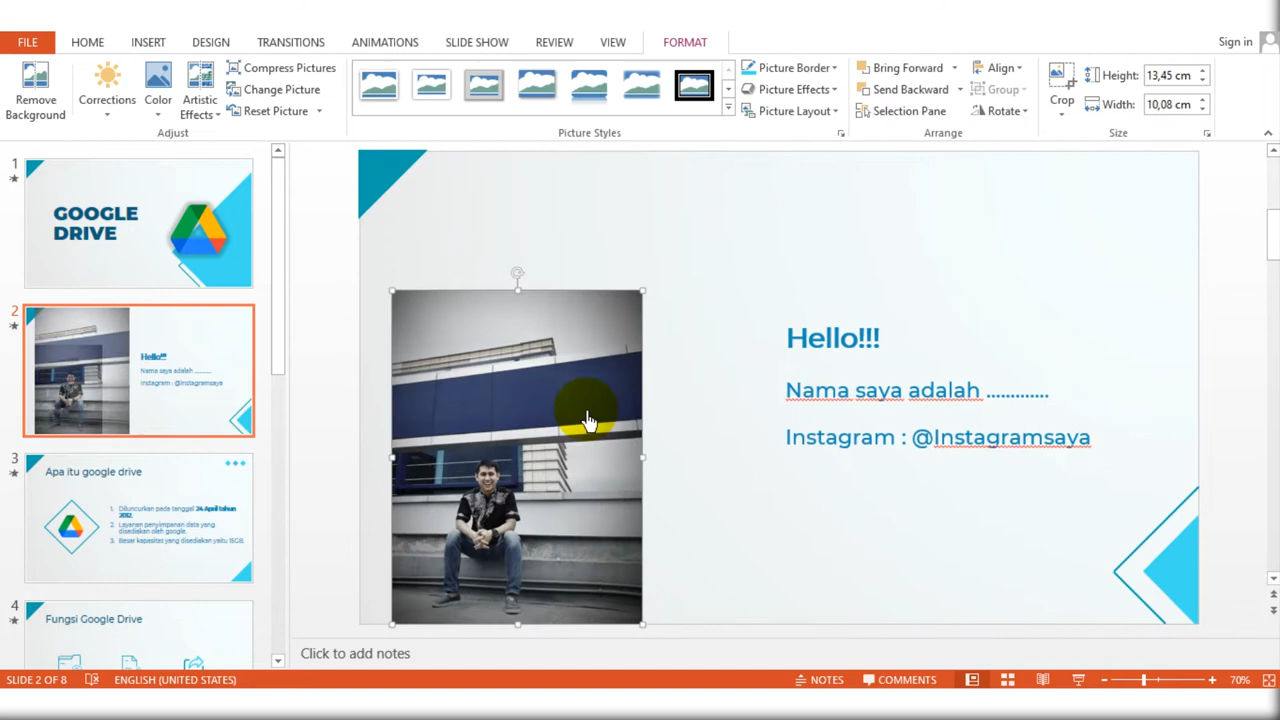 FILE HOME INSERT DESIGN TRANSITIONS ANIMATIONS SLIDE SHOW REVIEW VIEW FORMAT Sign in
Remove Background
Corrections
Color
Artistic Effects
Compress Pictures
Change Picture
Reset Picture
Adjust
Picture Styles
Picture Border
Picture Effects
Picture Layout
Bring Forward
Send Backward
Selection Pane
Align
Group
Rotate
Arrange
Crop
Height: 13,45 cm
Width: 10,08 cm
Size
1
GOOGLE
DRIVE
2
Hello!!!
Nama saya adalah ............
Instagram : @Instagramsaya
3
Apa itu google drive
1. Diluncurkan pada tanggal 24 April tahun
2012.
2. Layanan penyimpanan data yang
disediakan oleh google.
3. Besar kapasitas yang disediakan yaitu 15GB.
4
Fungsi Google Drive
Hello!!!
Nama saya adalah .............
Instagram : @Instagramsaya
Click to add notes
SLIDE 2 OF 8 ENGLISH (UNITED STATES) NOTES COMMENTS 70%